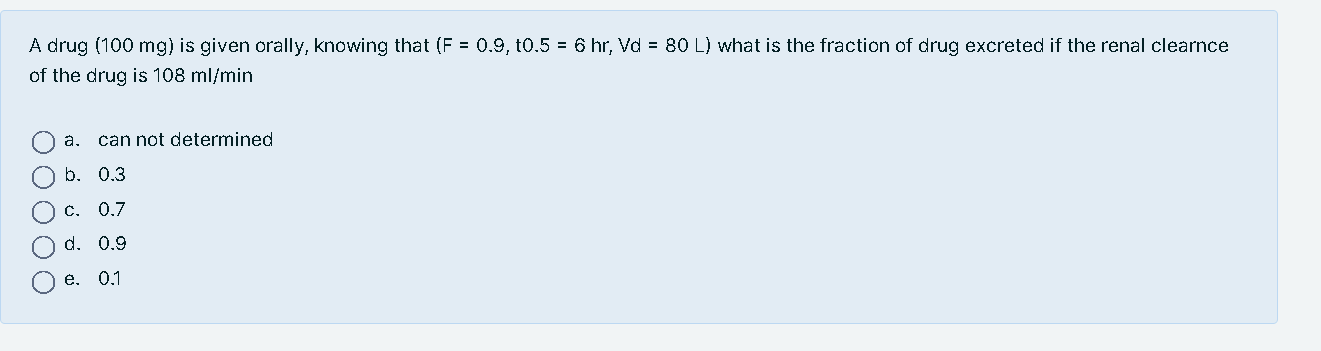 A drug (100 mg) is given orally, knowing that (F = 0.9, t0.5 = 6 hr, Vd = 80 L) what is the fraction of drug excreted if the renal clearnce
of the drug is 108 ml/min
a. can not determined
b. 0.3
c. 0.7
d. 0.9
e. 0.1